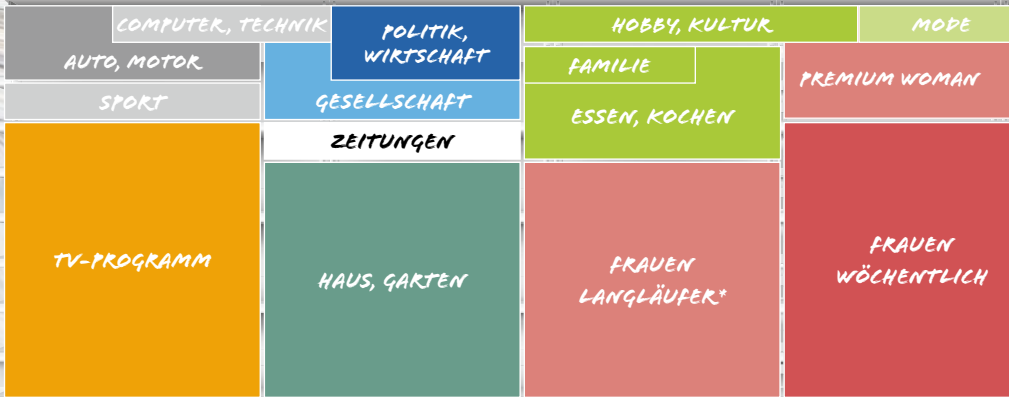 COMPUTER, TECHNIK
AUTO, MOTOR
SPORT
TV-PROGRAMM
POLITIK,
WIRTSCHAFT
GESELLSCHAFT
ZEITUNGEN
HAUS, GARTEN
HOBBY, KULTUR
FAMILIE
ESSEN, KOCHEN
FRAUEN
LANGLÄUFER*
MODE
PREMIUM WOMAN
FRAUEN
WÖCHENTLICH